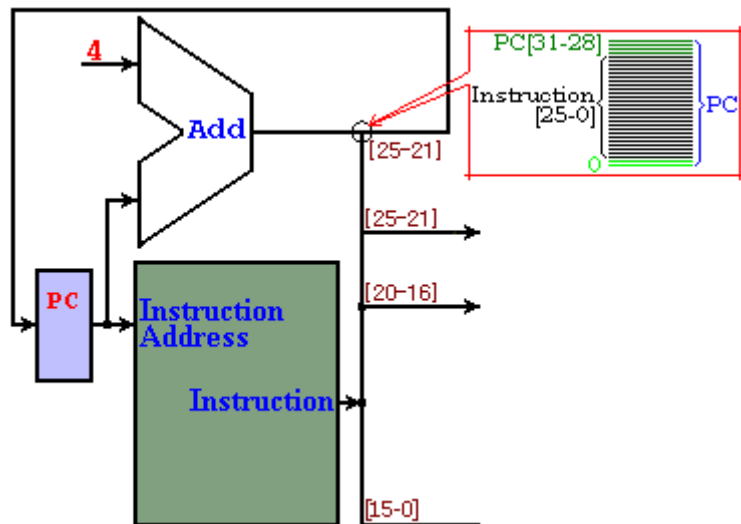 4
PC[31-28]
Instruction
[25-0]
PC
0
Add
[25-21]
[25-21]
[20-16]
PC
Instruction
Address
Instruction
[15-0]